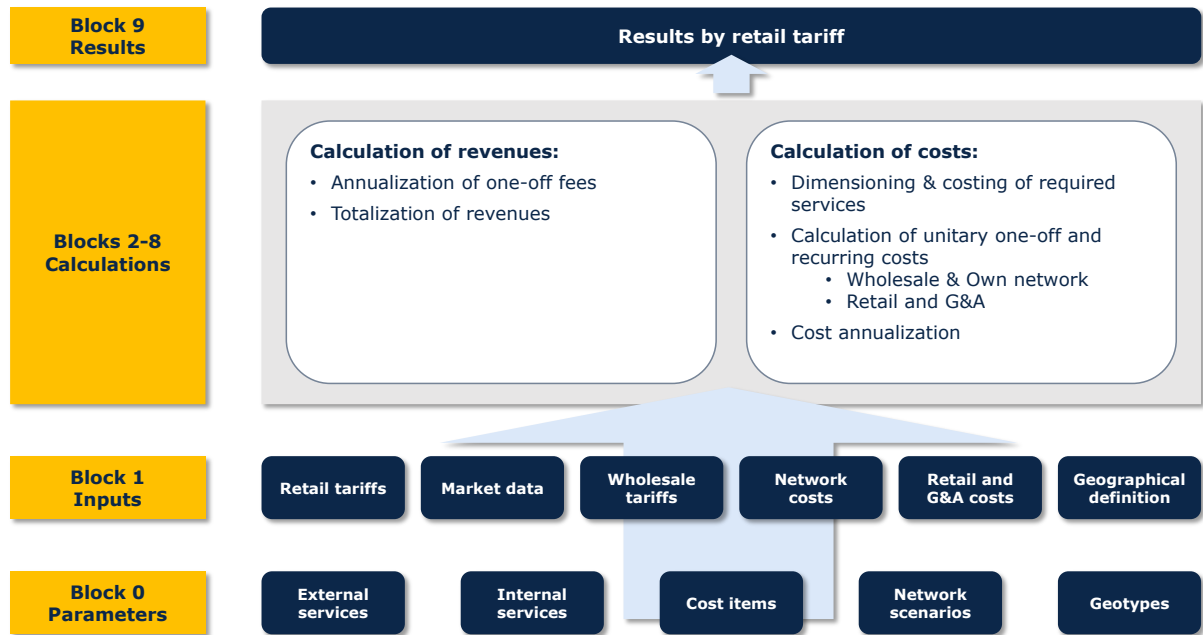 Block 9
Results
Results by retail tariff
Blocks 2-8
Calculations
Calculation of revenues:
• Annualization of one-off fees
• Totalization of revenues
Calculation of costs:
• Dimensioning & costing of required
services
• Calculation of unitary one-off and
recurring costs
• Wholesale & Own network
• Retail and G&A
• Cost annualization
Block 1
Inputs
Retail tariffs
Market data
Wholesale
tariffs
Network
costs
Retail and
G&A costs
Geographical
definition
Block 0
Parameters
External
services
Internal
services
Cost items
Network
scenarios
Geotypes